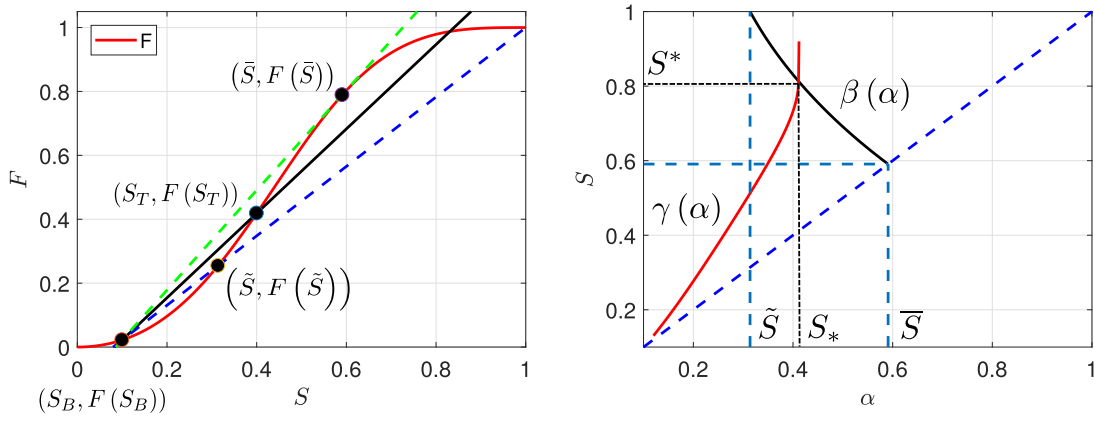 F
(S̄, F (S̄))
(S_T, F (S_T))
(S̃, F (S̃))
(S_B, F (S_B))
1
0.8
0.6
0.4
0.2
0
0
0.2
0.4
0.6
0.8
1
F
S
S*
β (α)
γ (α)
S̃
S_*
S̅
1
0.8
0.6
0.4
0.2
0.2
0.4
0.6
0.8
1
S
α